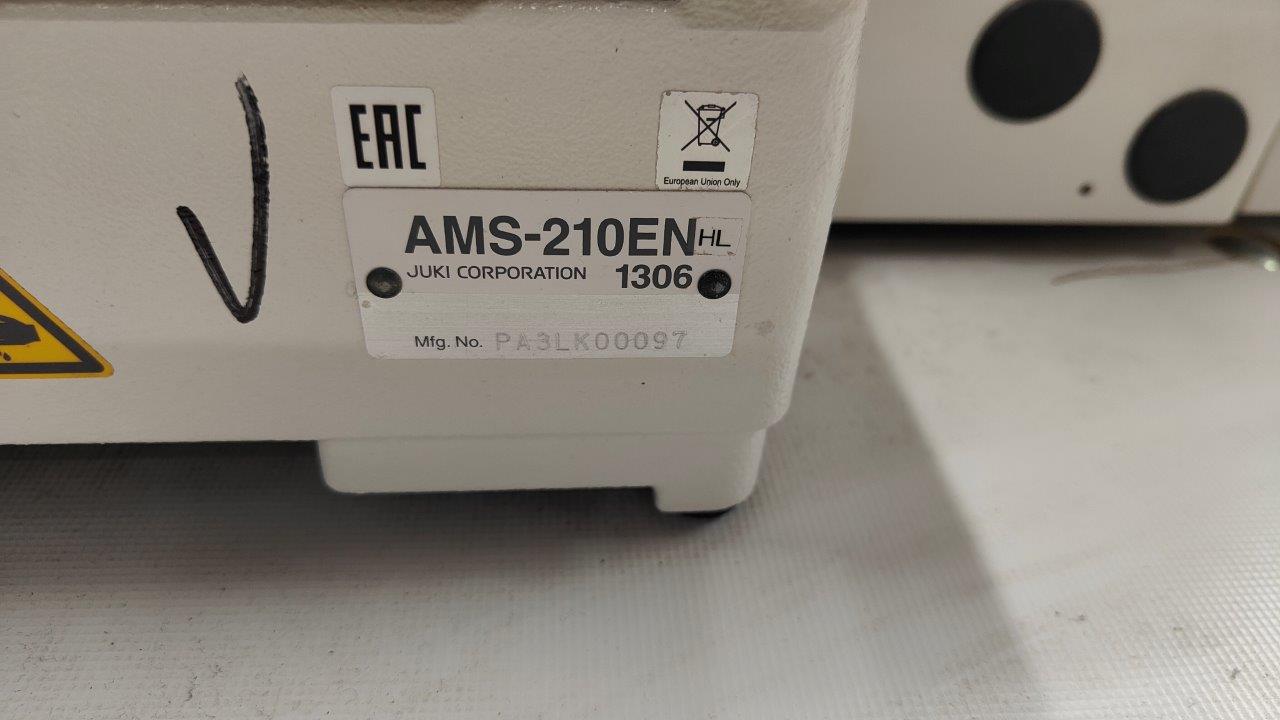 EAC
European Union Only
AMS-210EN HL
JUKI CORPORATION 1306
Mfg. No. PA3LK00097